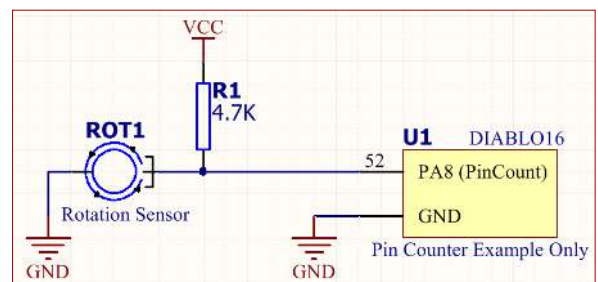 VCC
R1
4.7K
ROT1
Rotation Sensor
GND
U1 DIABLO16
52
PA8 (PinCount)
GND
Pin Counter Example Only
GND